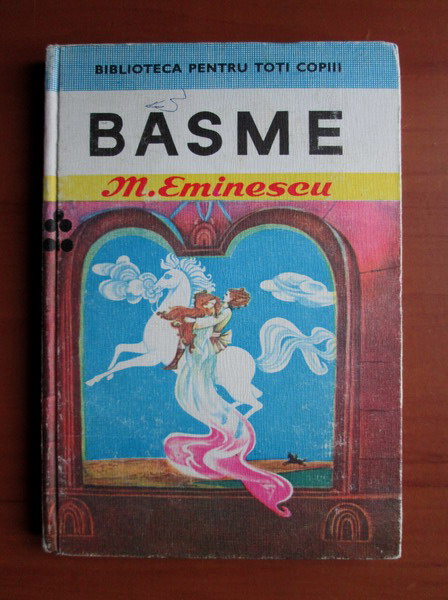 BIBLIOTECA PENTRU TOTI COPIII
BASME
M. Eminescu